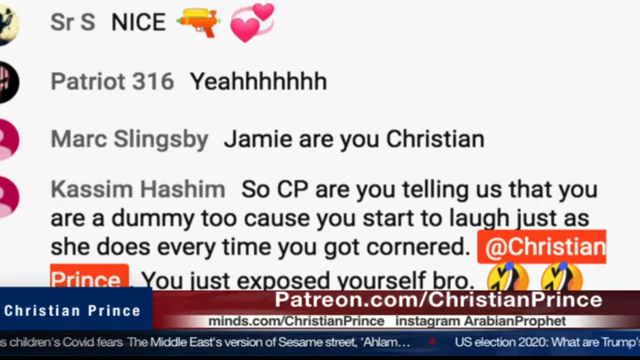 Sr S NICE
Patriot 316 Yeahhhhhhh
Marc Slingsby Jamie are you Christian
Kassim Hashim So CP are you telling us that you
are a dummy too cause you start to laugh just as
she does every time you got cornered. @Christian
Prince . You just exposed yourself bro.
Christian Prince
Patreon.com/ChristianPrince
minds.com/ChristianPrince instagram ArabianProphet
s children's Covid fears The Middle East's version of Sesame street, 'Ahlam... US election 2020: What are Trump